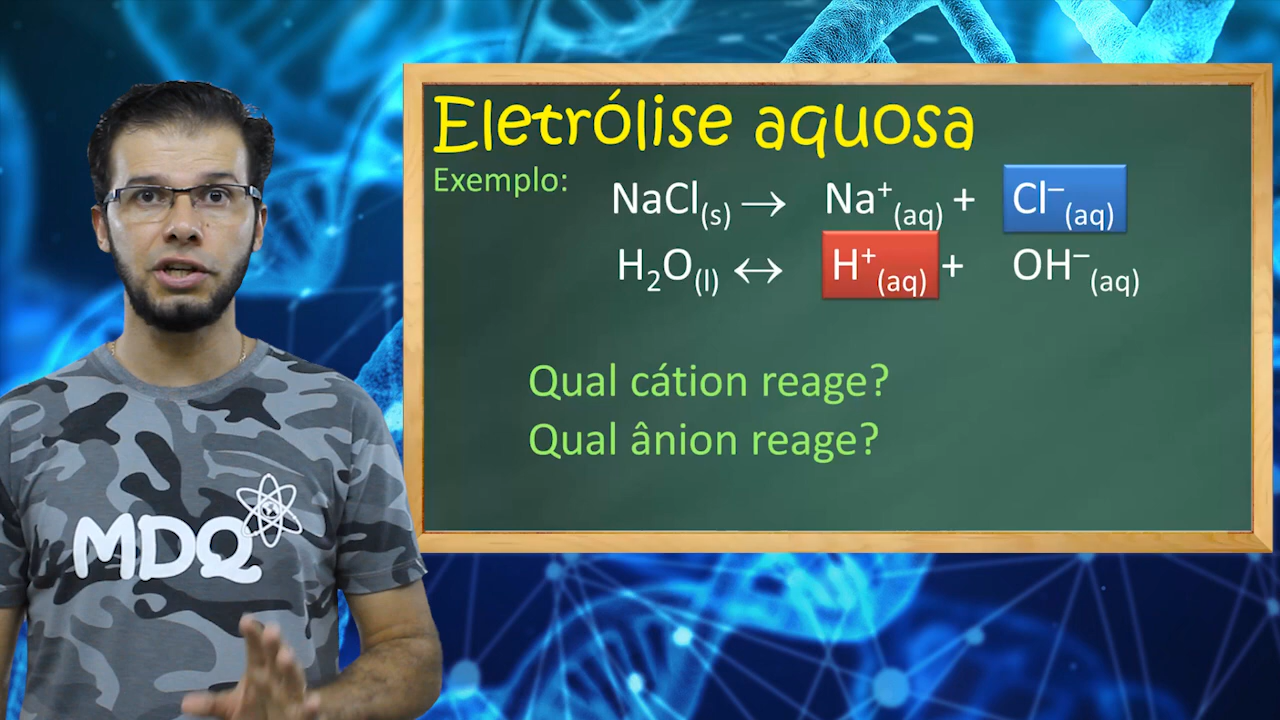 Eletrólise aquosa
Exemplo: NaCl(s) → Na⁺(aq) + Cl⁻(aq)
H₂O(l) ↔ H⁺(aq) + OH⁻(aq)
Qual cátion reage?
Qual ânion reage?
MDQ